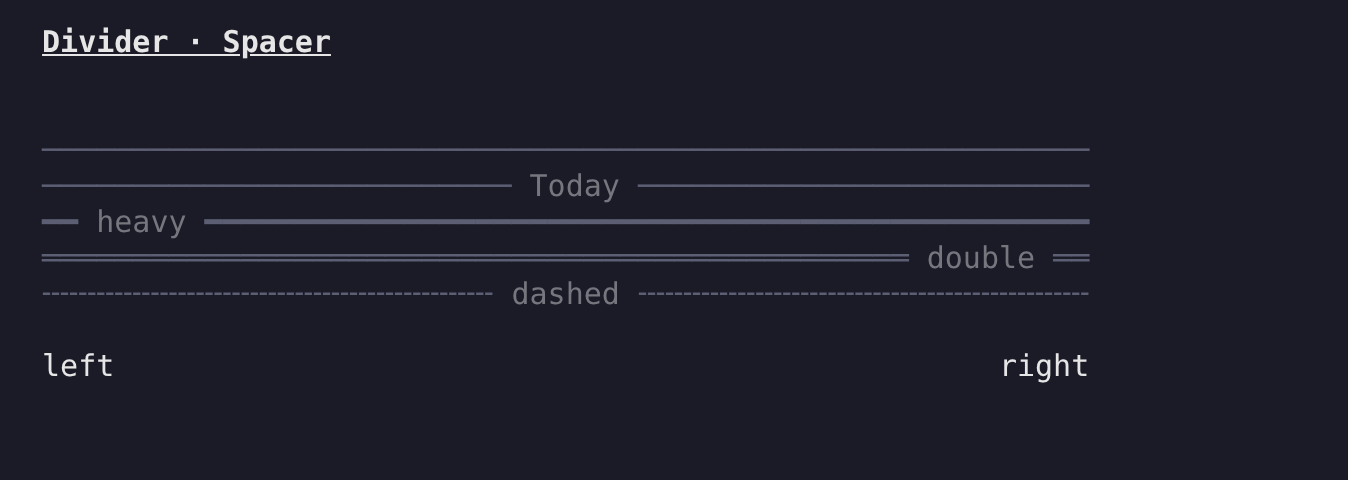 Divider · Spacer
Today
heavy
double
dashed
left right